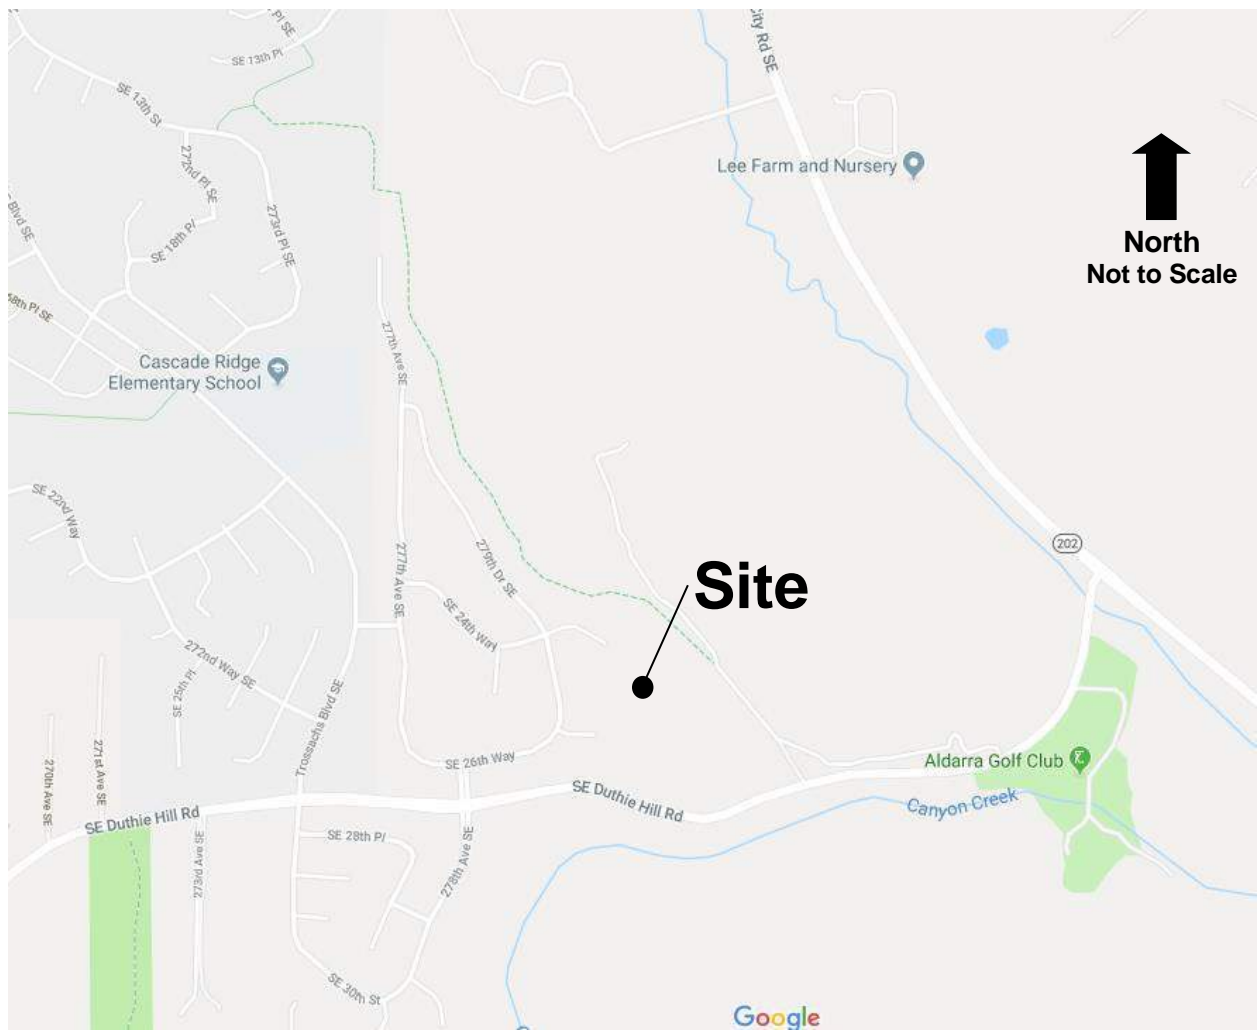 Pl SE
City Rd SE
SE 13th Pl
SE 13th St
272nd Pl SE
Lee Farm and Nursery
North
Not to Scale
273rd Pl SE
Blvd SE
SE 18th Pl
68th Pl SE
277th Ave SE
Cascade Ridge
Elementary School
SE 22nd Way
202
279th Dr SE
277th Ave SE
Site
SE 24th Way
272nd Way SE
SE 25th Pl
Trossachs Blvd SE
270th Ave SE
271st Ave SE
SE 26th Way
Aldarra Golf Club
SE Duthie Hill Rd
SE Duthie Hill Rd
Canyon Creek
SE 28th Pl
273rd Ave SE
278th Ave SE
SE 30th St
Google